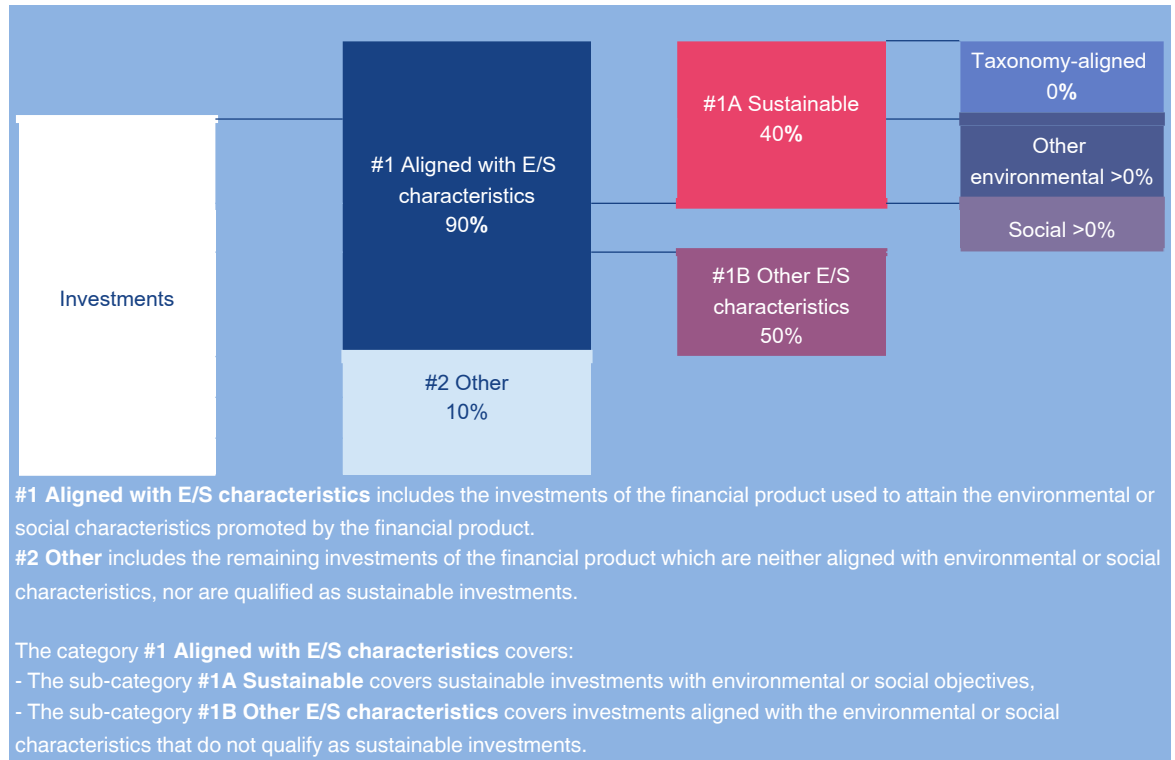 Investments
#1 Aligned with E/S
characteristics
90%
#2 Other
10%
#1A Sustainable
40%
#1B Other E/S
characteristics
50%
Taxonomy-aligned
0%
Other
environmental >0%
Social >0%
#1 Aligned with E/S characteristics includes the investments of the financial product used to attain the environmental or
social characteristics promoted by the financial product.
#2 Other includes the remaining investments of the financial product which are neither aligned with environmental or social
characteristics, nor are qualified as sustainable investments.
The category #1 Aligned with E/S characteristics covers:
- The sub-category #1A Sustainable covers sustainable investments with environmental or social objectives,
- The sub-category #1B Other E/S characteristics covers investments aligned with the environmental or social
characteristics that do not qualify as sustainable investments.